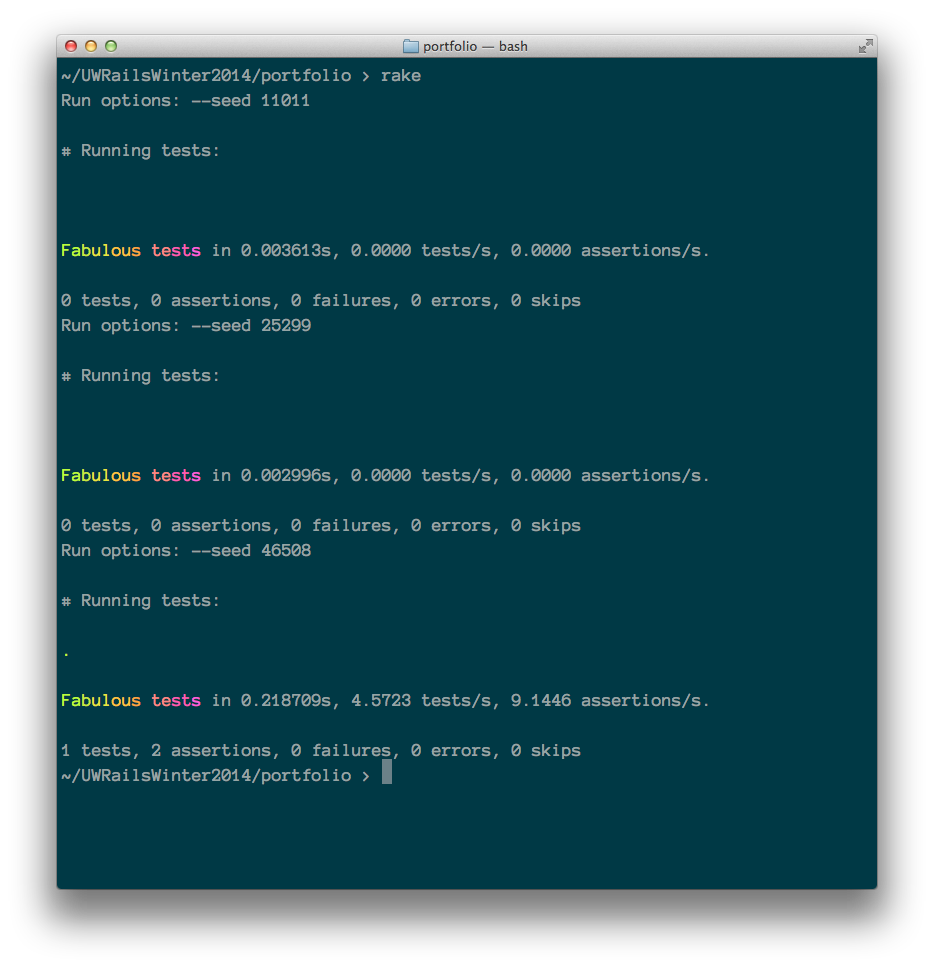 portfolio — bash
~/UWRailsWinter2014/portfolio > rake
Run options: --seed 11011
# Running tests:
Fabulous tests in 0.003613s, 0.0000 tests/s, 0.0000 assertions/s.
0 tests, 0 assertions, 0 failures, 0 errors, 0 skips
Run options: --seed 25299
# Running tests:
Fabulous tests in 0.002996s, 0.0000 tests/s, 0.0000 assertions/s.
0 tests, 0 assertions, 0 failures, 0 errors, 0 skips
Run options: --seed 46508
# Running tests:
.
Fabulous tests in 0.218709s, 4.5723 tests/s, 9.1446 assertions/s.
1 tests, 2 assertions, 0 failures, 0 errors, 0 skips
~/UWRailsWinter2014/portfolio >